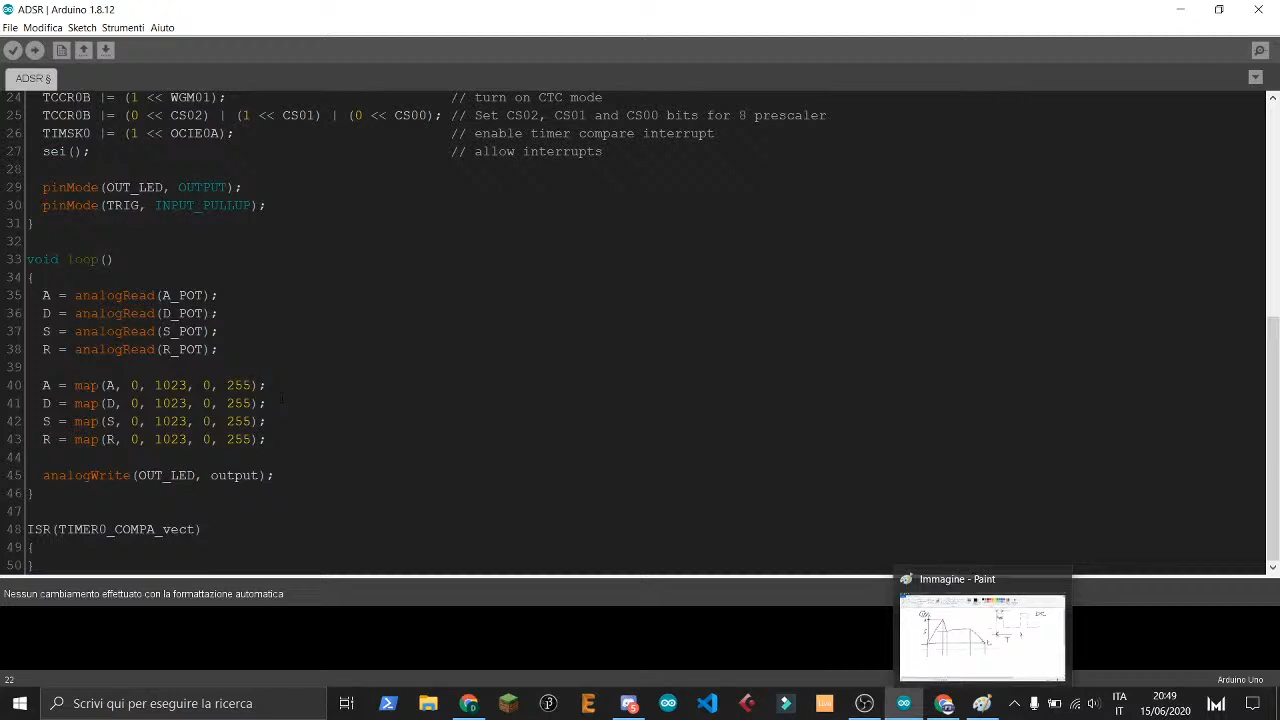 ADSR | Arduino 1.8.12
File Modifica Sketch Strumenti Aiuto
ADSR §
24 TCCR0B |= (1 << WGM01); // turn on CTC mode
25 TCCR0B |= (0 << CS02) | (1 << CS01) | (0 << CS00); // Set CS02, CS01 and CS00 bits for 8 prescaler
26 TIMSK0 |= (1 << OCIE0A); // enable timer compare interrupt
27 sei(); // allow interrupts
28
29 pinMode(OUT_LED, OUTPUT);
30 pinMode(TRIG, INPUT_PULLUP);
31 }
32
33 void loop()
34 {
35 A = analogRead(A_POT);
36 D = analogRead(D_POT);
37 S = analogRead(S_POT);
38 R = analogRead(R_POT);
39
40 A = map(A, 0, 1023, 0, 255);
41 D = map(D, 0, 1023, 0, 255);
42 S = map(S, 0, 1023, 0, 255);
43 R = map(R, 0, 1023, 0, 255);
44
45 analogWrite(OUT_LED, output);
46 }
47
48 ISR(TIMER0_COMPA_vect)
49 {
50 }
Immagine - Paint
Nessun cambiamento effettuato con la formattazione automatica
22 Arduino Uno
Scrivi qui per eseguire la ricerca
ITA 20:49
IT 15/06/2020